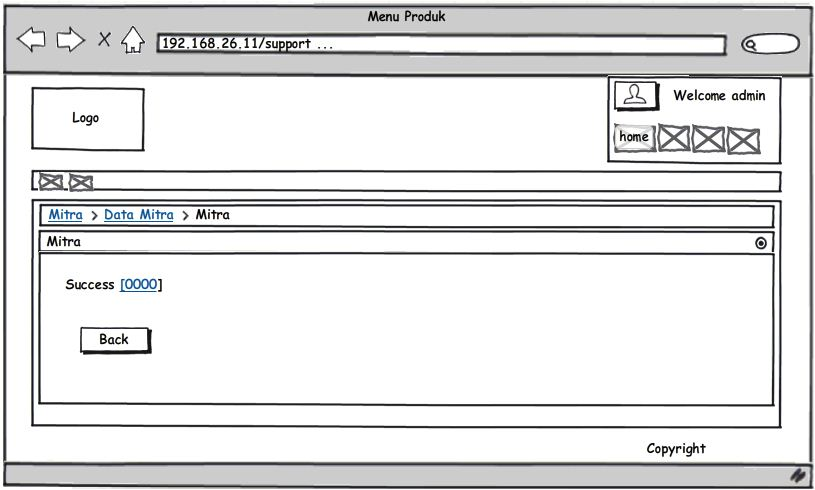 Menu Produk
192.168.26.11/support ...
Logo
Welcome admin
home
Mitra > Data Mitra > Mitra
Mitra
Success [0000]
Back
Copyright